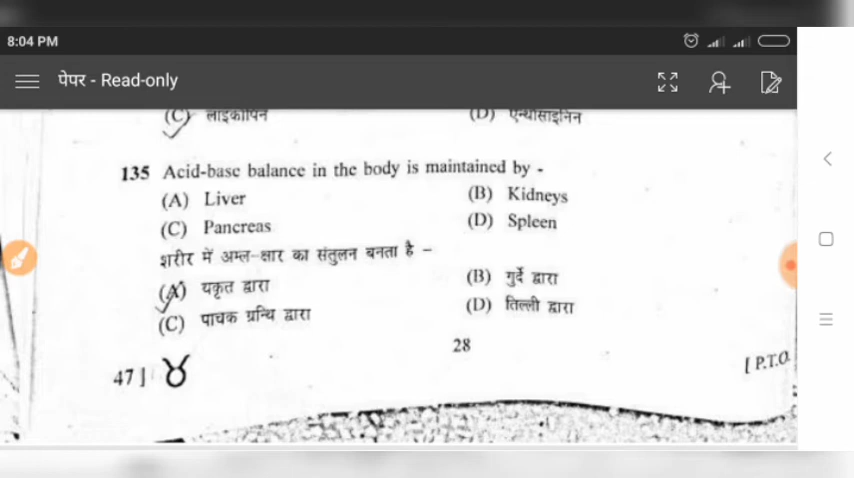 8:04 PM
पेपर - Read-only
(C) लाइकोपिन (D) एन्थोसाइनिन
135 Acid-base balance in the body is maintained by -
(A) Liver (B) Kidneys
(C) Pancreas (D) Spleen
शरीर में अम्ल-क्षार का संतुलन बनता है –
(A) यकृत द्वारा (B) गुर्दे द्वारा
(C) पाचक ग्रन्थि द्वारा (D) तिल्ली द्वारा
28
47] [P.T.O.